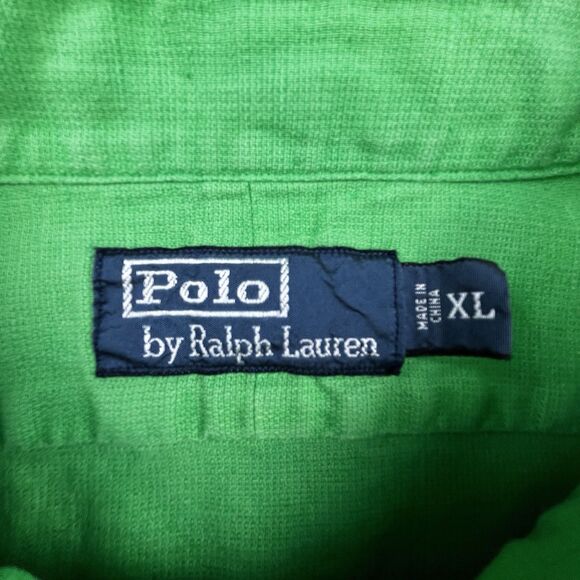 Polo
by Ralph Lauren
MADE IN
CHINA
XL